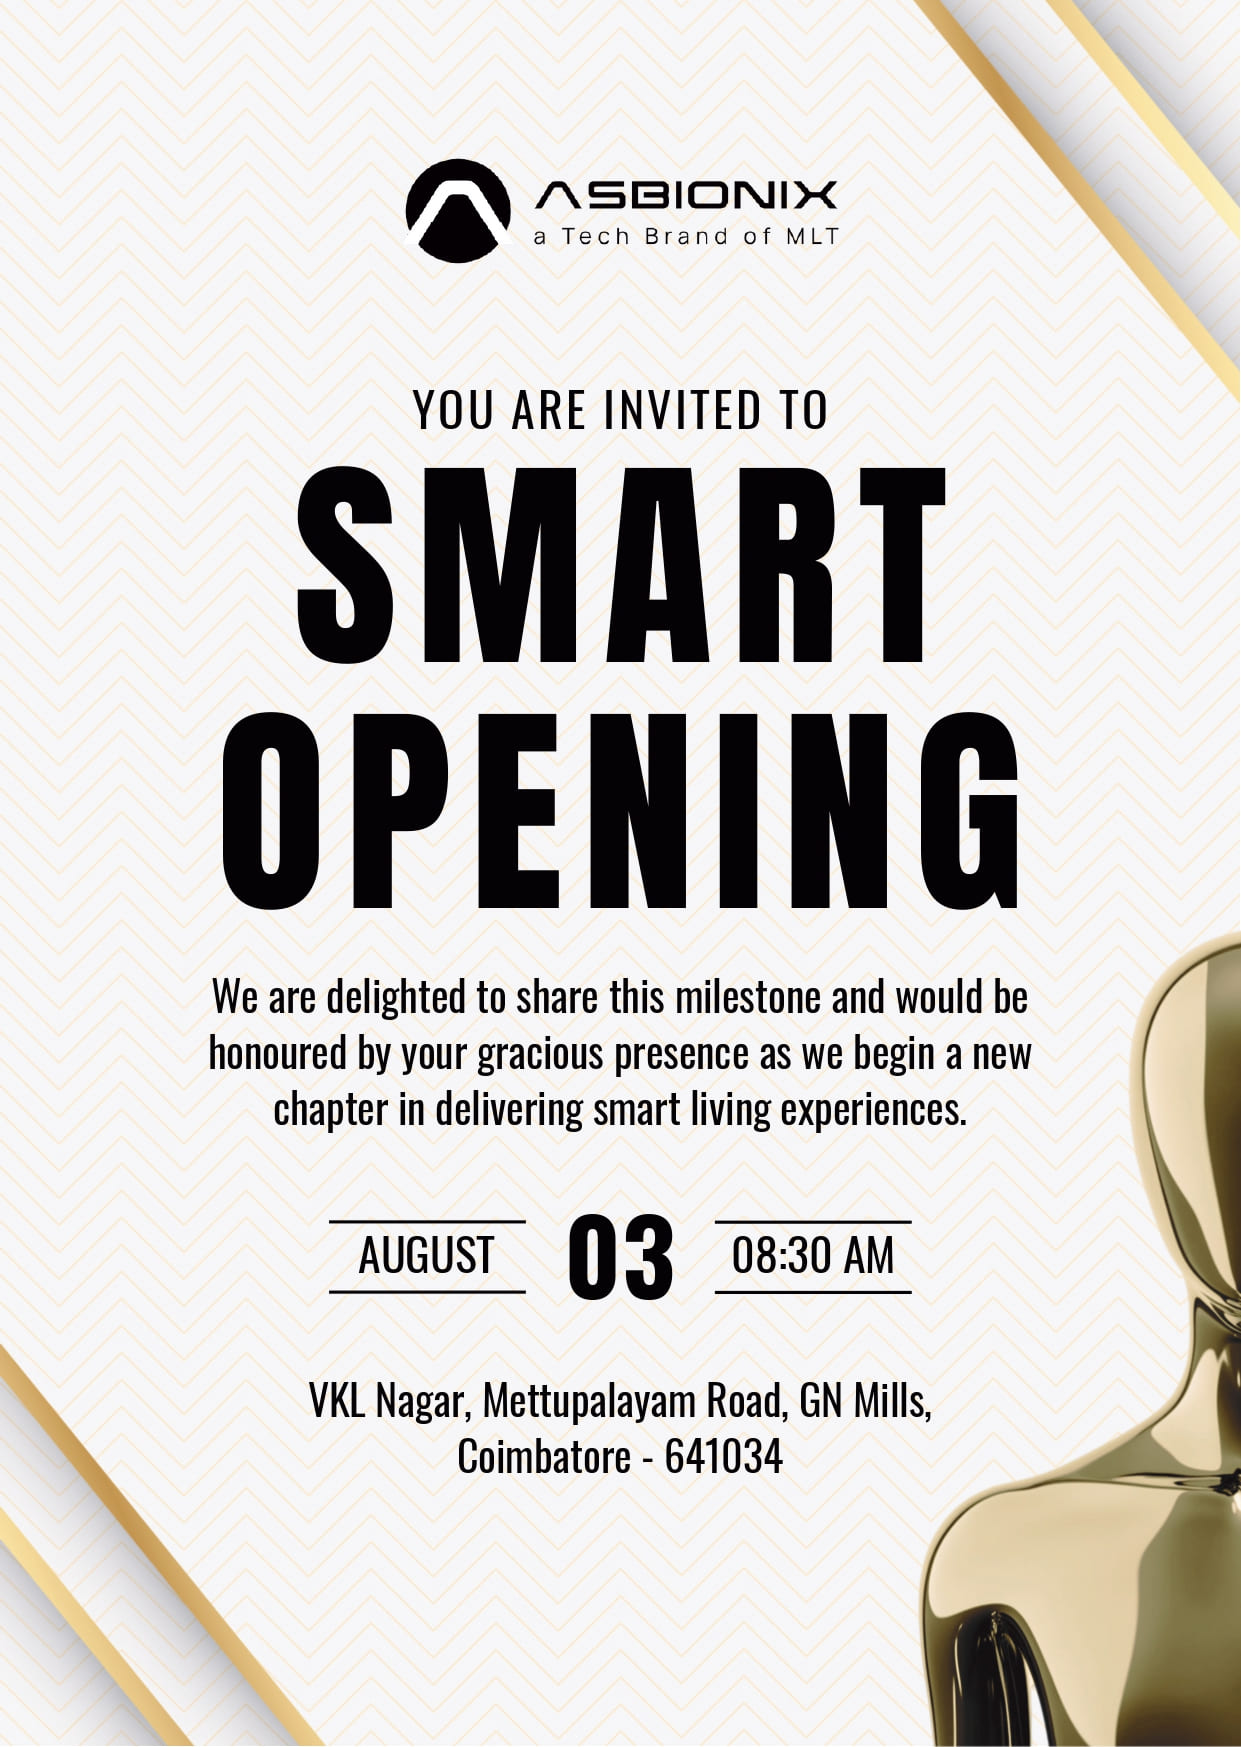 ASBIONIX
a Tech Brand of MLT
YOU ARE INVITED TO
SMART
OPENING
We are delighted to share this milestone and would be
honoured by your gracious presence as we begin a new
chapter in delivering smart living experiences.
AUGUST 03 08:30 AM
VKL Nagar, Mettupalayam Road, GN Mills,
Coimbatore - 641034